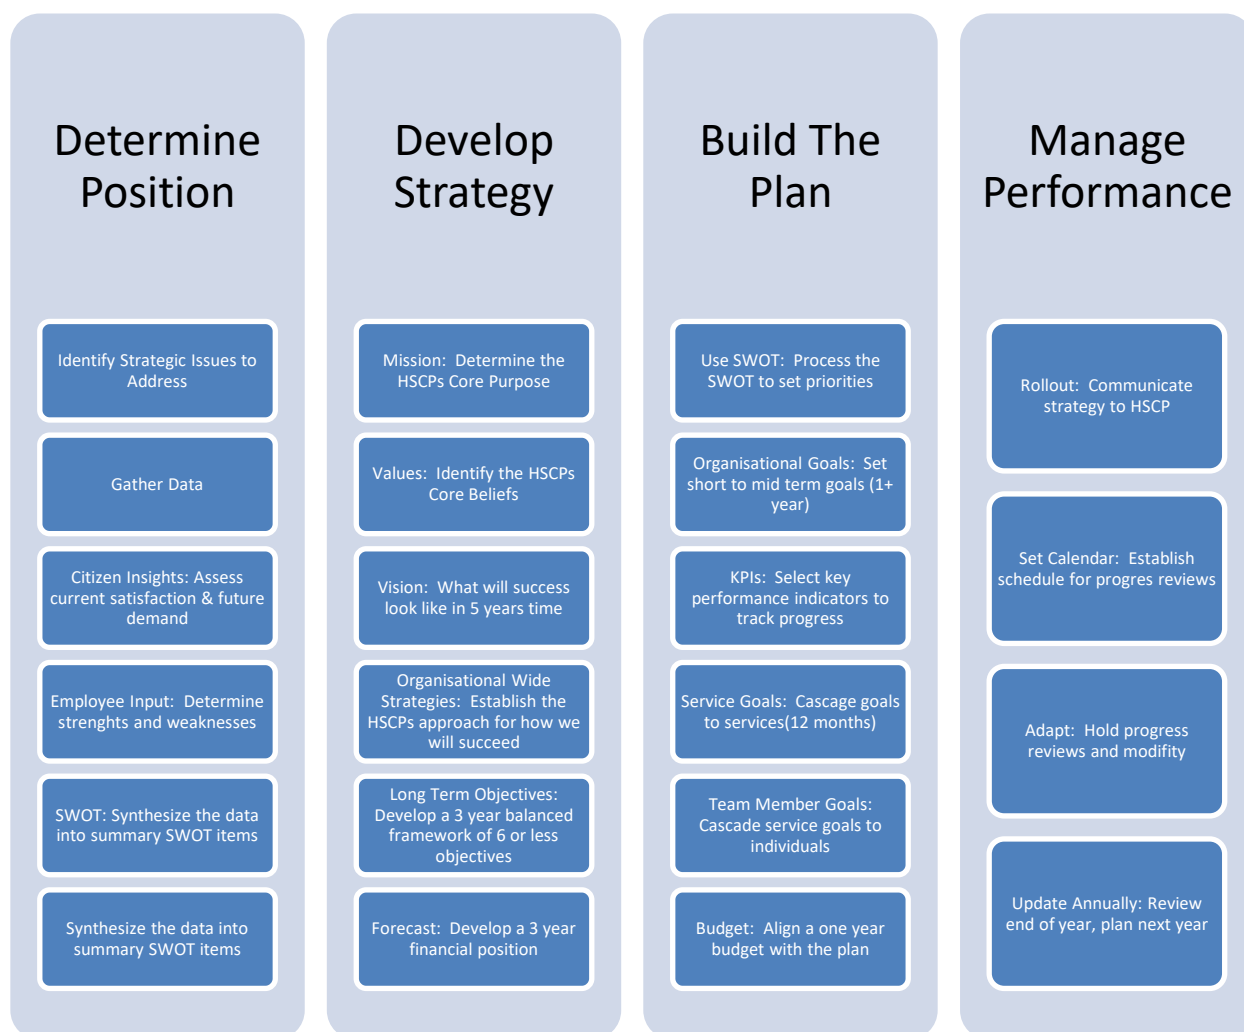 Determine
Position
Identify Strategic Issues to
Address
Gather Data
Citizen Insights: Assess
current satisfaction & future
demand
Employee Input:  Determine
strenghts and weaknesses
SWOT: Synthesize the data
into summary SWOT items
Synthesize the data into
summary SWOT items
Develop
Strategy
Mission:  Determine the
HSCPs Core Purpose
Values:  Identify the HSCPs
Core Beliefs
Vision:  What will success
look like in 5 years time
Organisational Wide
Strategies:  Establish the
HSCPs approach for how we
will succeed
Long Term Objectives:
Develop a 3 year balanced
framework of 6 or less
objectives
Forecast:  Develop a 3 year
financial position
Build The
Plan
Use SWOT:  Process the
SWOT to set priorities
Organisational Goals:  Set
short to mid term goals (1+
year)
KPIs:  Select key
performance indicators to
track progress
Service Goals:  Cascage goals
to services(12 months)
Team Member Goals:
Cascade service goals to
individuals
Budget:  Align a one year
budget with the plan
Manage
Performance
Rollout:  Communicate
strategy to HSCP
Set Calendar:  Establish
schedule for progres reviews
Adapt:  Hold progress
reviews and modifity
Update Annually: Review
end of year, plan next year